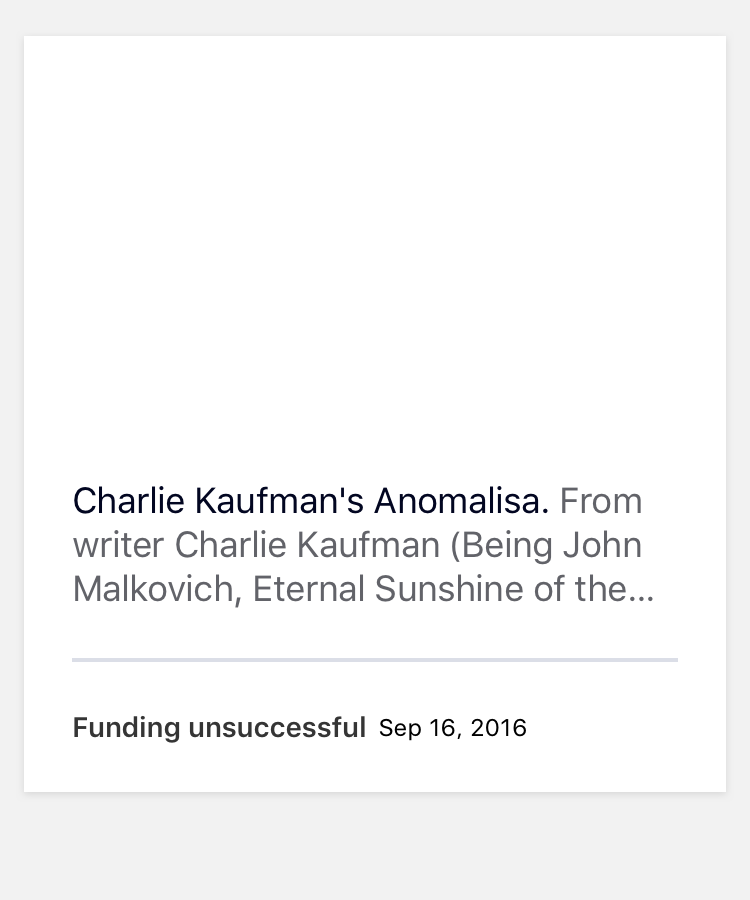 Charlie Kaufman's Anomalisa. From
writer Charlie Kaufman (Being John
Malkovich, Eternal Sunshine of the...
Funding unsuccessful Sep 16, 2016